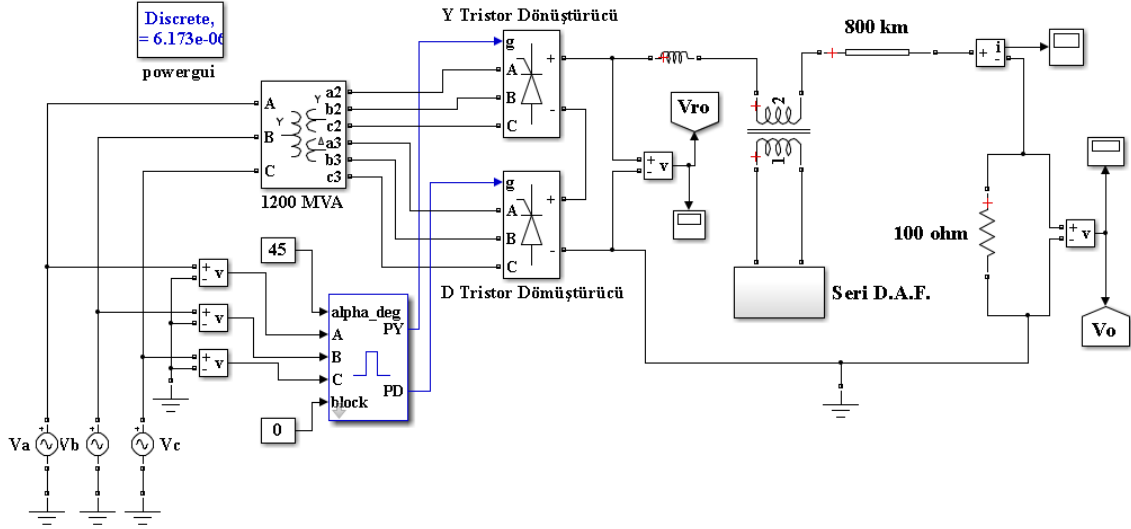 Discrete,
= 6.173e-06
powergui
Y Tristor Dönüştürücü
800 km
g
A
B
C
+
-
+
i
-
Vro
2
1
A
B
C
Y
Y
Δ
a2
b2
c2
a3
b3
c3
1200 MVA
g
A
B
C
+
-
+
-
v
100 ohm
+
-
v
45
D Tristor Dömüştürücü
Seri D.A.F.
Vo
+
-
v
+
-
v
+
-
v
alpha_deg
A
B
C
block
PY
PD
0
Va
Vb
Vc